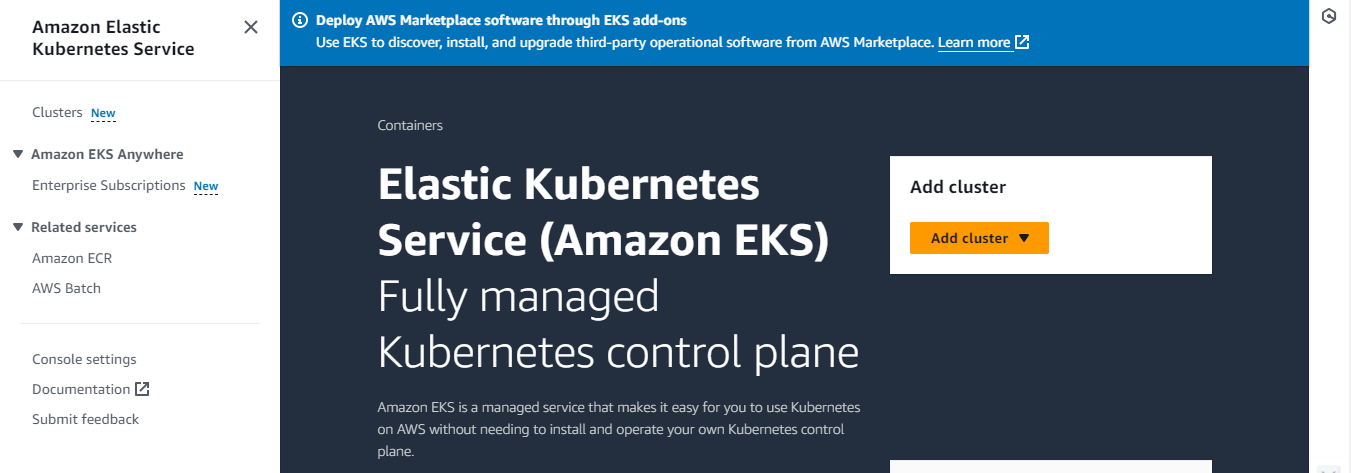 Amazon Elastic
Kubernetes Service
Clusters New
Amazon EKS Anywhere
Enterprise Subscriptions New
Related services
Amazon ECR
AWS Batch
Console settings
Documentation
Submit feedback
Deploy AWS Marketplace software through EKS add-ons
Use EKS to discover, install, and upgrade third-party operational software from AWS Marketplace. Learn more
Containers
Elastic Kubernetes
Service (Amazon EKS)
Fully managed
Kubernetes control plane
Amazon EKS is a managed service that makes it easy for you to use Kubernetes
on AWS without needing to install and operate your own Kubernetes control
plane.
Add cluster
Add cluster